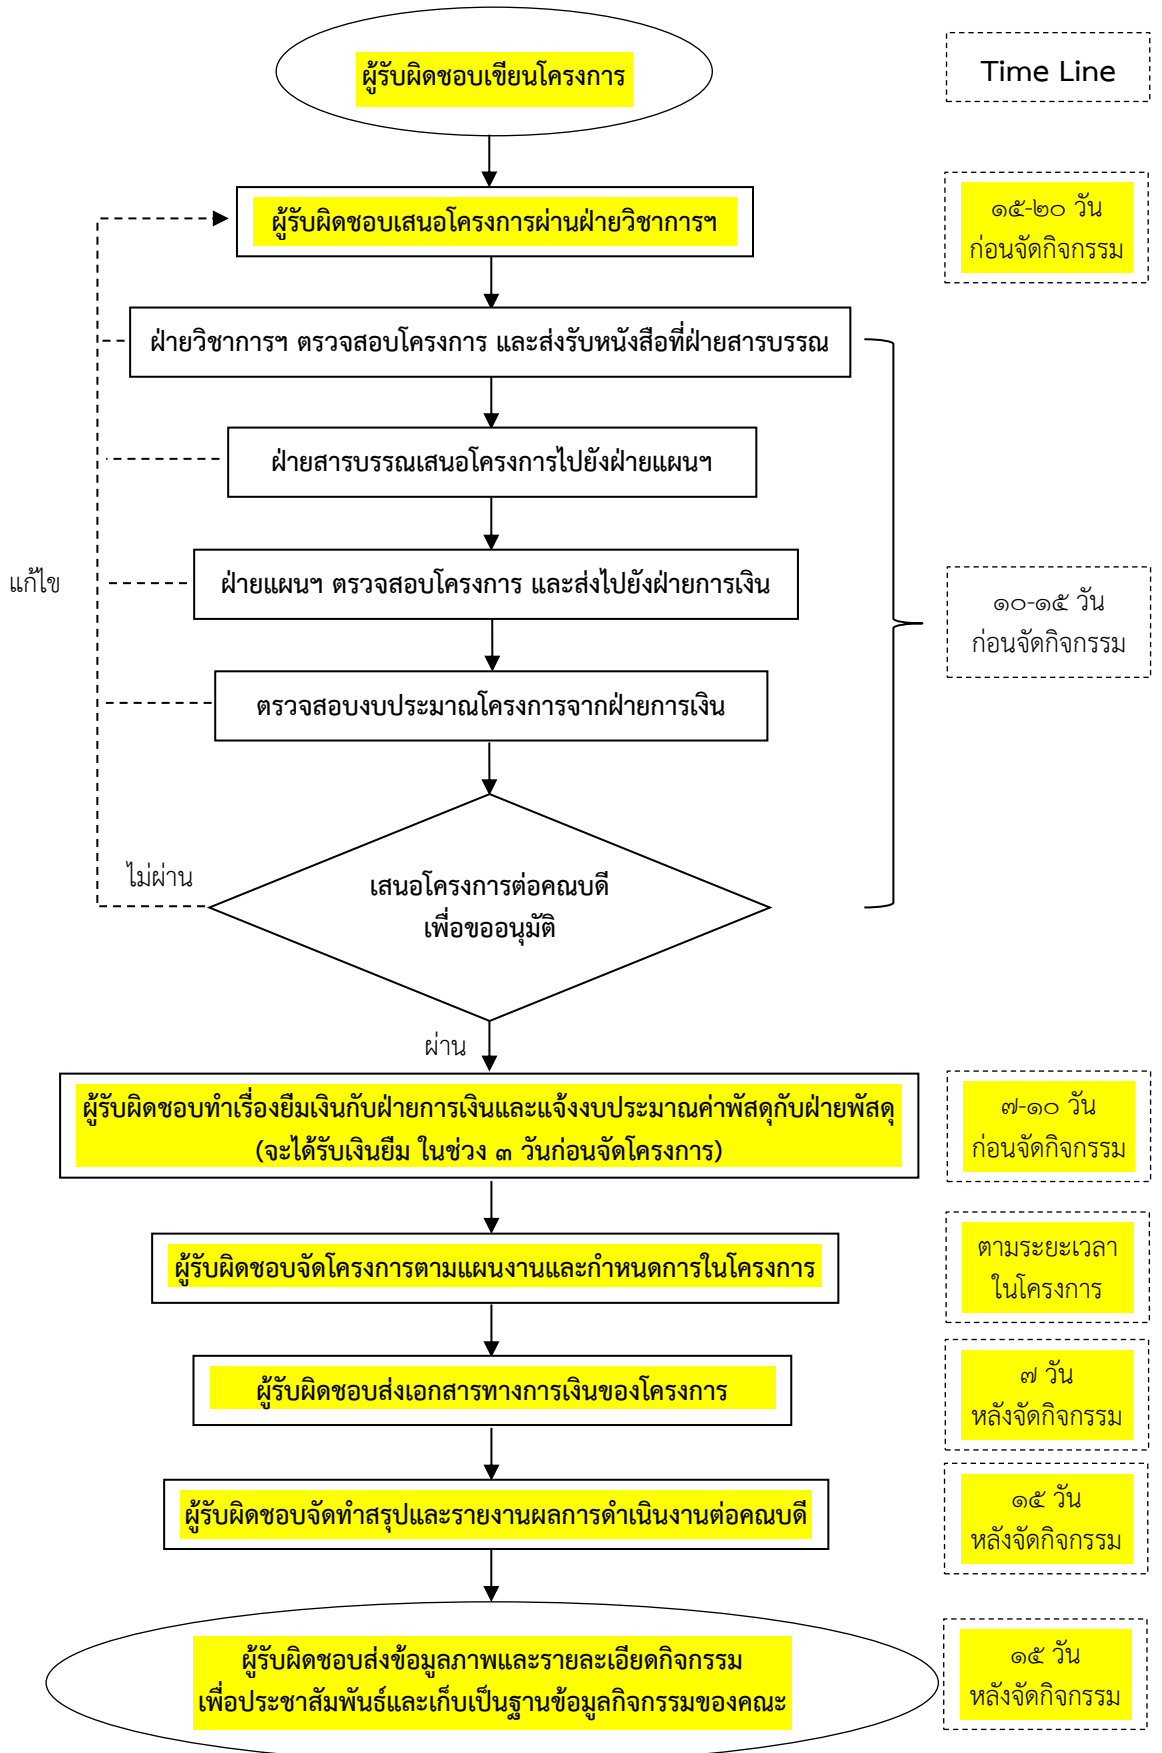 ผู้รับผิดชอบเขียนโครงการ
Time Line
ผู้รับผิดชอบเสนอโครงการผ่านฝ่ายวิชาการฯ
๑๕-๒๐ วัน
ก่อนจัดกิจกรรม
ฝ่ายวิชาการฯ ตรวจสอบโครงการ และส่งรับหนังสือที่ฝ่ายสารบรรณ
ฝ่ายสารบรรณเสนอโครงการไปยังฝ่ายแผนฯ
แก้ไข
ฝ่ายแผนฯ ตรวจสอบโครงการ และส่งไปยังฝ่ายการเงิน
๑๐-๑๕ วัน
ก่อนจัดกิจกรรม
ตรวจสอบงบประมาณโครงการจากฝ่ายการเงิน
ไม่ผ่าน
เสนอโครงการต่อคณบดี
เพื่อขออนุมัติ
ผ่าน
ผู้รับผิดชอบทำเรื่องยืมเงินกับฝ่ายการเงินและแจ้งงบประมาณค่าพัสดุกับฝ่ายพัสดุ
(จะได้รับเงินยืม ในช่วง ๓ วันก่อนจัดโครงการ)
๗-๑๐ วัน
ก่อนจัดกิจกรรม
ผู้รับผิดชอบจัดโครงการตามแผนงานและกำหนดการในโครงการ
ตามระยะเวลา
ในโครงการ
ผู้รับผิดชอบส่งเอกสารทางการเงินของโครงการ
๗ วัน
หลังจัดกิจกรรม
ผู้รับผิดชอบจัดทำสรุปและรายงานผลการดำเนินงานต่อคณบดี
๑๕ วัน
หลังจัดกิจกรรม
ผู้รับผิดชอบส่งข้อมูลภาพและรายละเอียดกิจกรรม
เพื่อประชาสัมพันธ์และเก็บเป็นฐานข้อมูลกิจกรรมของคณะ
๑๕ วัน
หลังจัดกิจกรรม